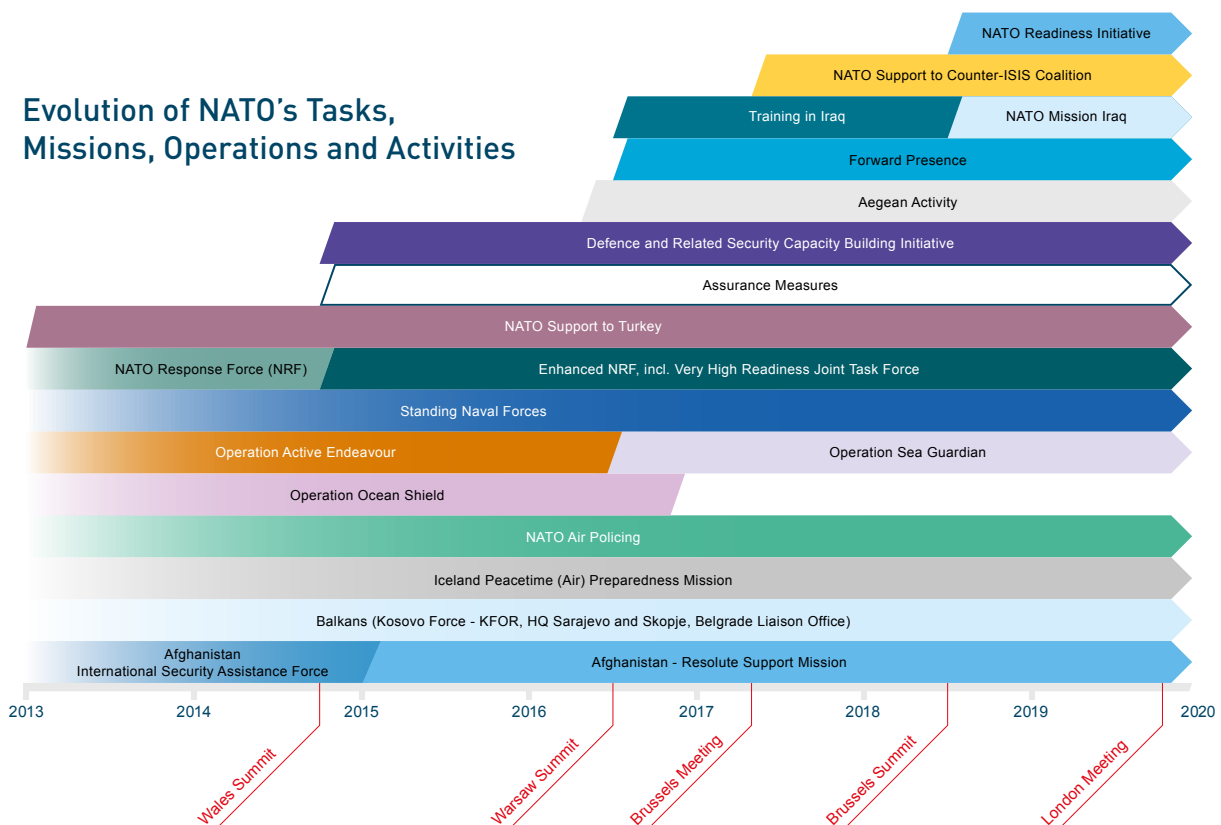 Evolution of NATO's Tasks,
Missions, Operations and Activities
NATO Readiness Initiative
NATO Support to Counter-ISIS Coalition
Training in Iraq
NATO Mission Iraq
Forward Presence
Aegean Activity
Defence and Related Security Capacity Building Initiative
Assurance Measures
NATO Support to Turkey
NATO Response Force (NRF)
Enhanced NRF, incl. Very High Readiness Joint Task Force
Standing Naval Forces
Operation Active Endeavour
Operation Sea Guardian
Operation Ocean Shield
NATO Air Policing
Iceland Peacetime (Air) Preparedness Mission
Balkans (Kosovo Force - KFOR, HQ Sarajevo and Skopje, Belgrade Liaison Office)
Afghanistan
International Security Assistance Force
Afghanistan - Resolute Support Mission
2013
2014
2015
2016
2017
2018
2019
2020
Wales Summit
Warsaw Summit
Brussels Meeting
Brussels Summit
London Meeting